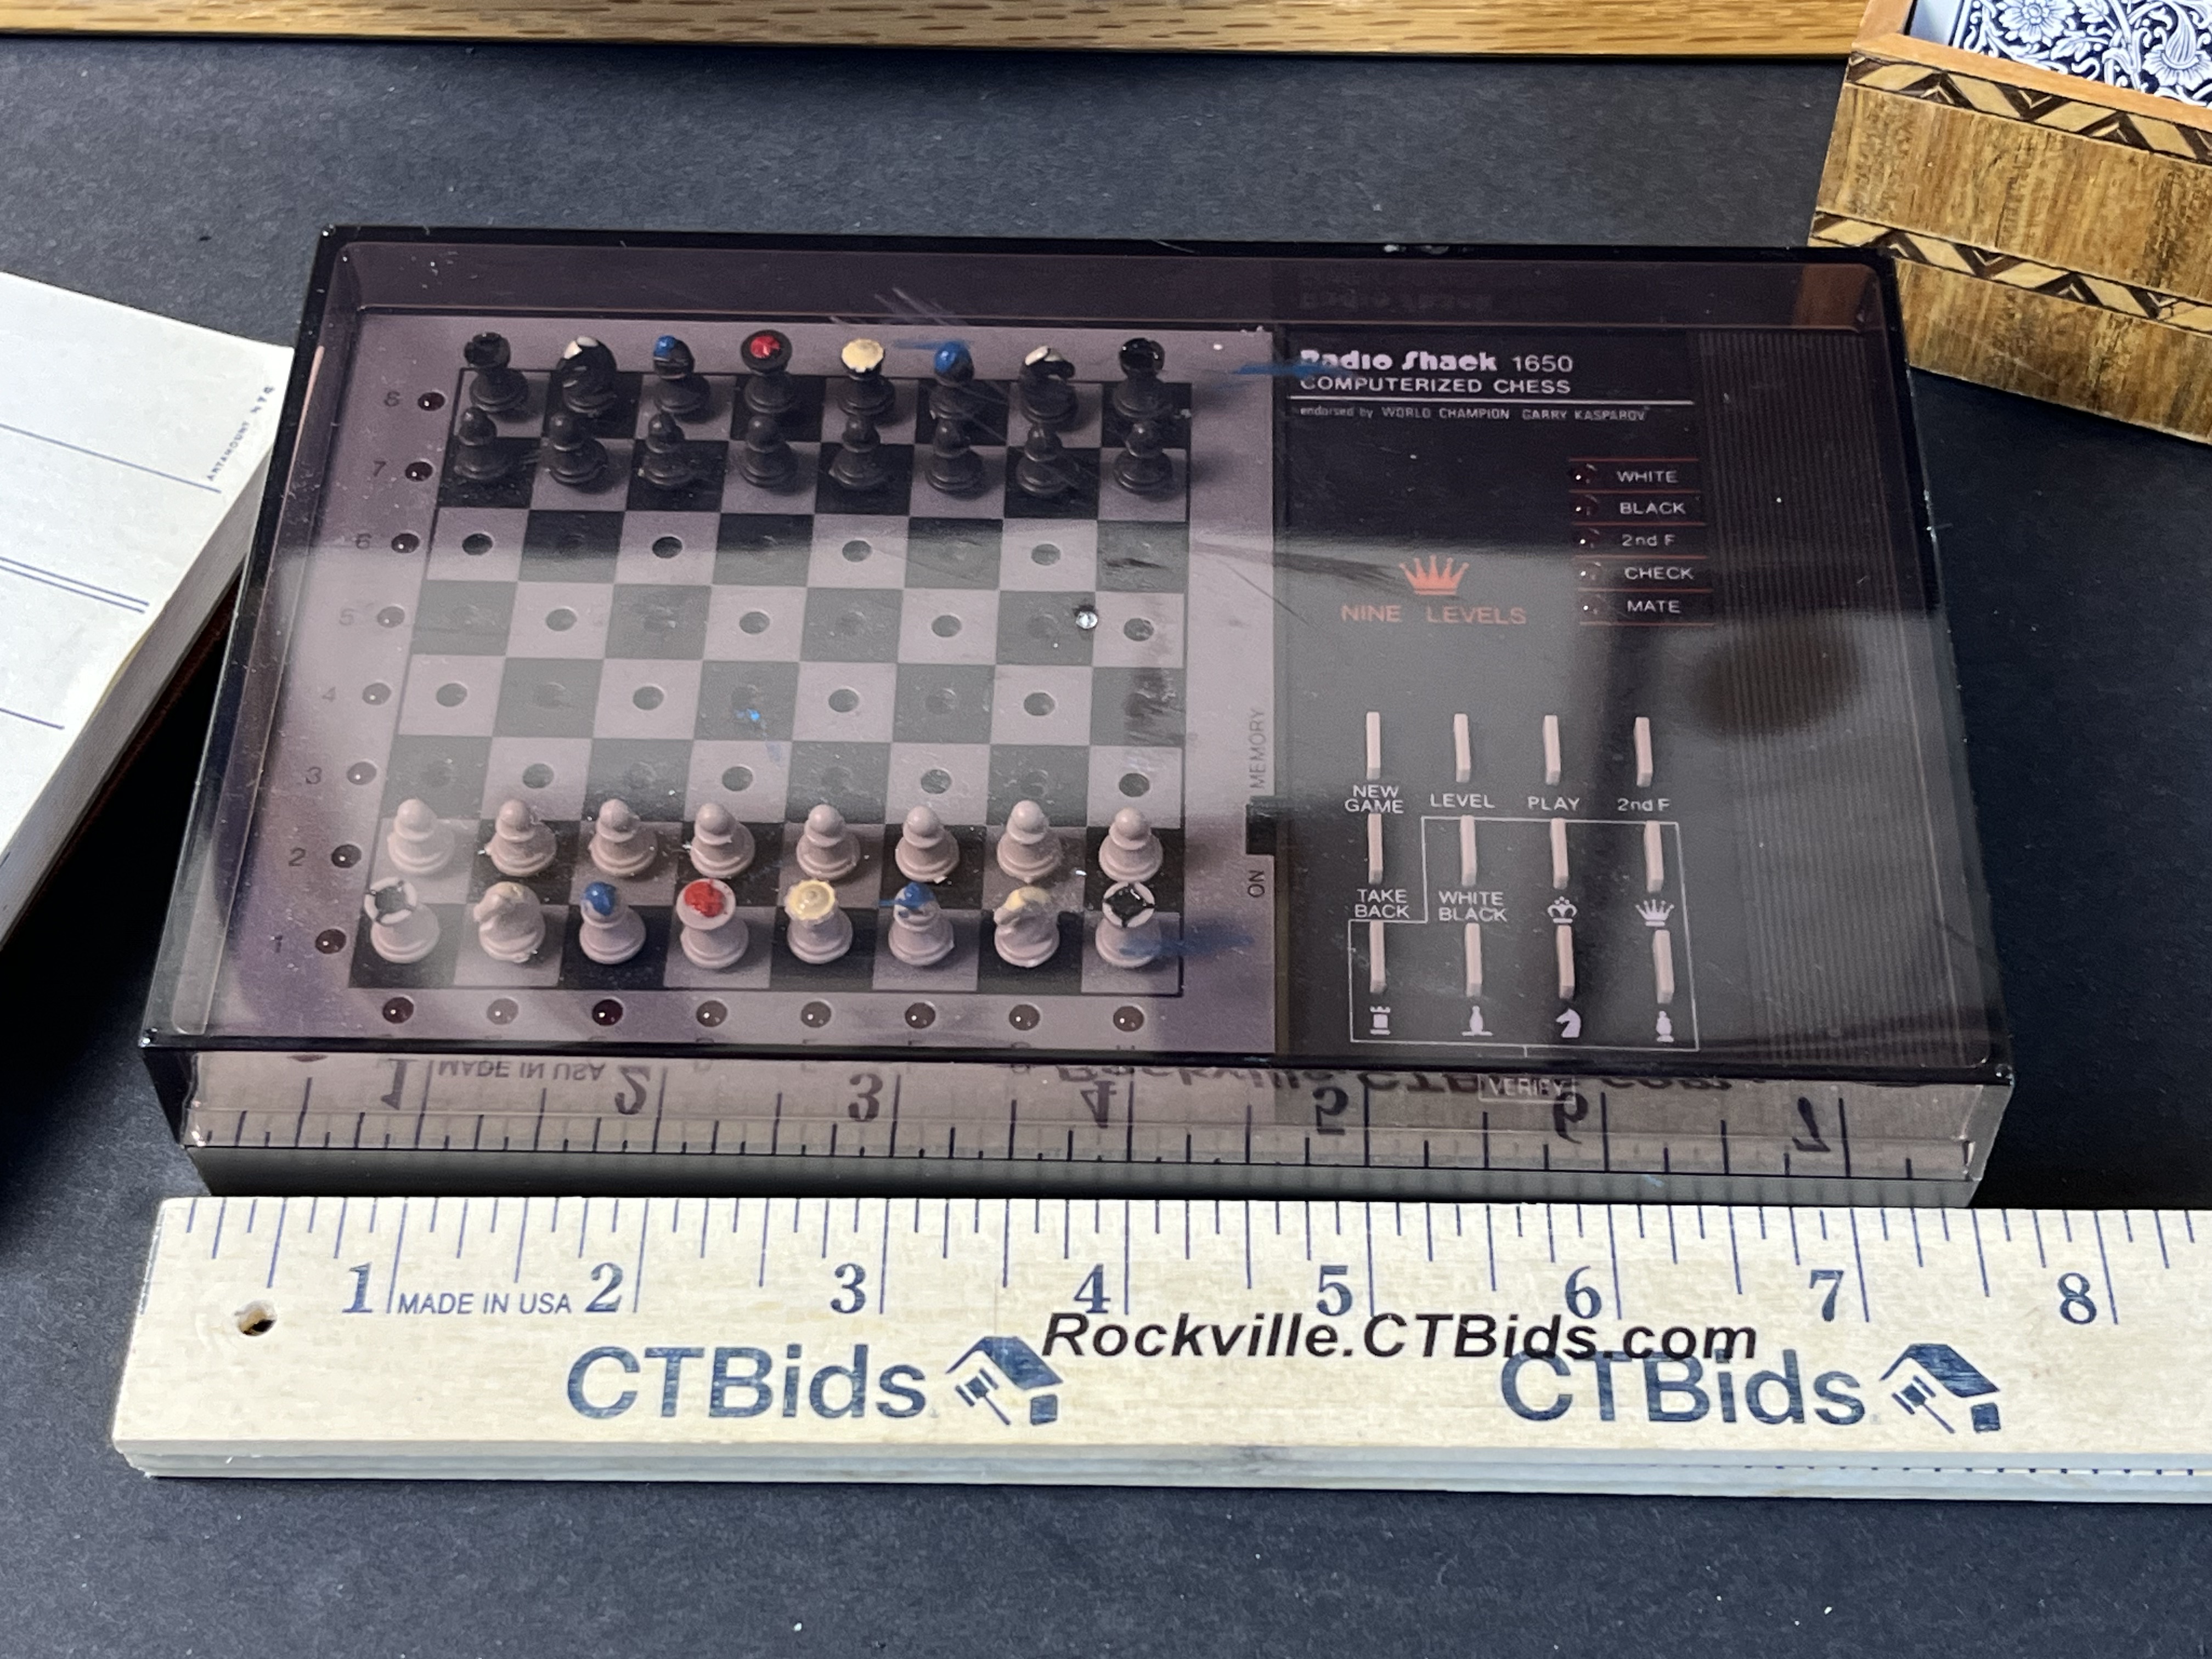 Radio Shack 1650
COMPUTERIZED CHESS
endorsed by WORLD CHAMPION GARRY KASPAROV
WHITE
BLACK
2nd F
CHECK
MATE
NINE LEVELS
8
7
6
5
4
3
2
1
MEMORY
ON
NEW GAME
LEVEL
PLAY
2nd F
TAKE BACK
WHITE BLACK
VERIFY
1 2 3 4 5 6 7 8
MADE IN USA
Rockville.CTBids.com
CTBids CTBids